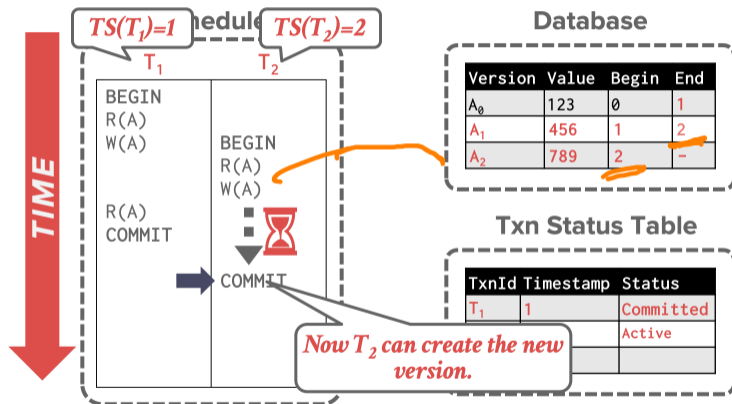 TS(T1)=1
TS(T2)=2
T1
T2
BEGIN
R(A)
W(A)
R(A)
COMMIT
BEGIN
R(A)
W(A)
COMMIT
TIME
Now T2 can create the new
version.
Database
Version Value Begin End
A0 123 0 1
A1 456 1 2
A2 789 2 -
Txn Status Table
TxnId Timestamp Status
T1 1 Committed
Active